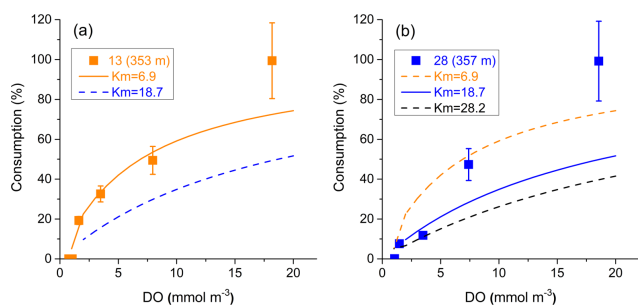 (a)
13 (353 m)
Km=6.9
Km=18.7
Consumption (%)
120
100
80
60
40
20
0
0
5
10
15
20
DO (mmol m⁻³)
(b)
28 (357 m)
Km=6.9
Km=18.7
Km=28.2
Consumption (%)
120
100
80
60
40
20
0
0
5
10
15
20
DO (mmol m⁻³)